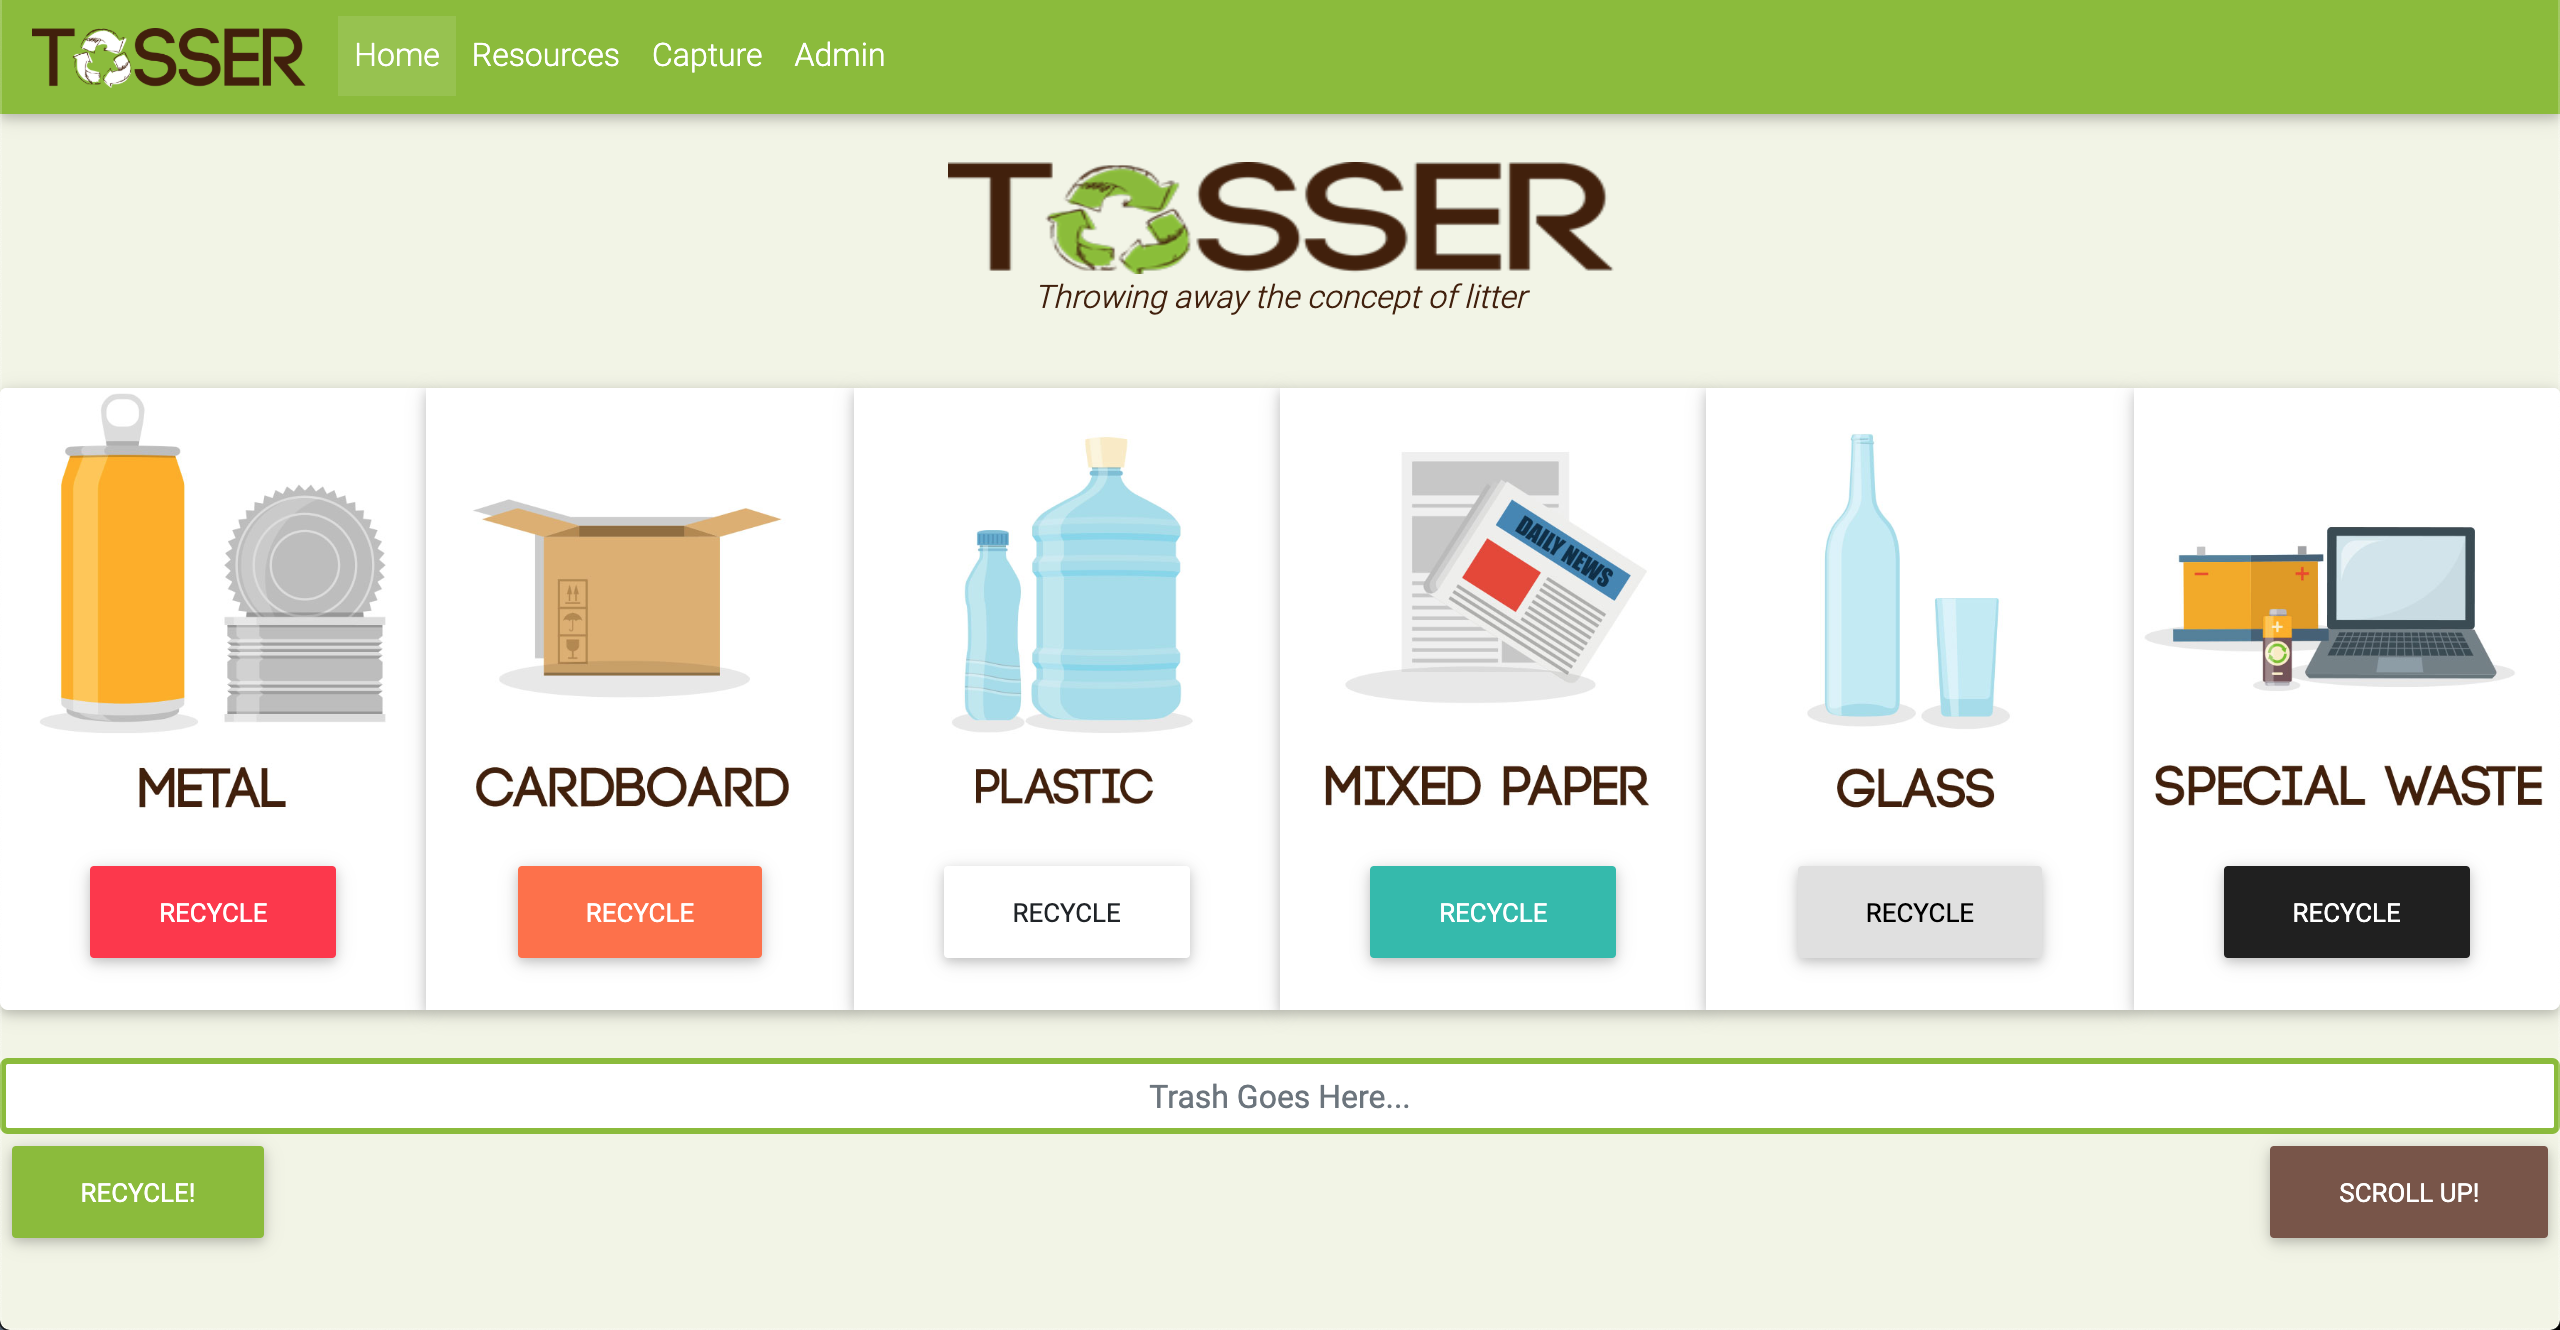 TOSSER Home Resources Capture Admin
TOSSER
Throwing away the concept of litter
DAILY NEWS
METAL CARDBOARD PLASTIC MIXED PAPER GLASS SPECIAL WASTE
RECYCLE RECYCLE RECYCLE RECYCLE RECYCLE RECYCLE
Trash Goes Here...
RECYCLE! SCROLL UP!